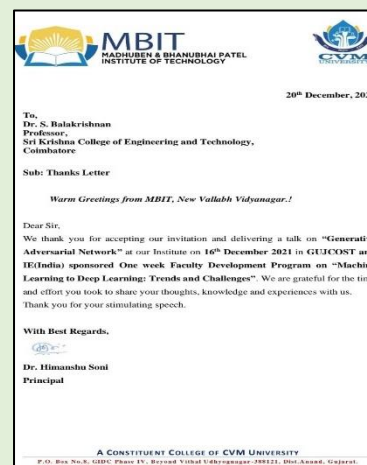 MBIT
MADHUBEN & BHANUBHAI PATEL
INSTITUTE OF TECHNOLOGY
CVM
UNIVERSITY
20th December,
To,
Dr. S. Balakrishnan
Professor,
Sri Krishna College of Engineering and Technology,
Coimbatore
Sub: Thanks Letter
Warm Greetings from MBIT, New Vallabh Vidyanagar.!
Dear Sir,
We thank you for accepting our invitation and delivering a talk on "Generativ
Adversarial Network" at our Institute on 16th December 2021 in GUJCOST an
IE(India) sponsored One week Faculty Development Program on "Machin
Learning to Deep Learning: Trends and Challenges". We are grateful for the tim
and effort you took to share your thoughts, knowledge and experiences with us.
Thank you for your stimulating speech.
With Best Regards,
Dr. Himanshu Soni
Principal
A CONSTITUENT COLLEGE OF CVM UNIVERSITY
P.O. Box No.8, GIDC Phase IV, Beyond Vithal Udhyognagar-388121, Dist.Anand, Gujarat.